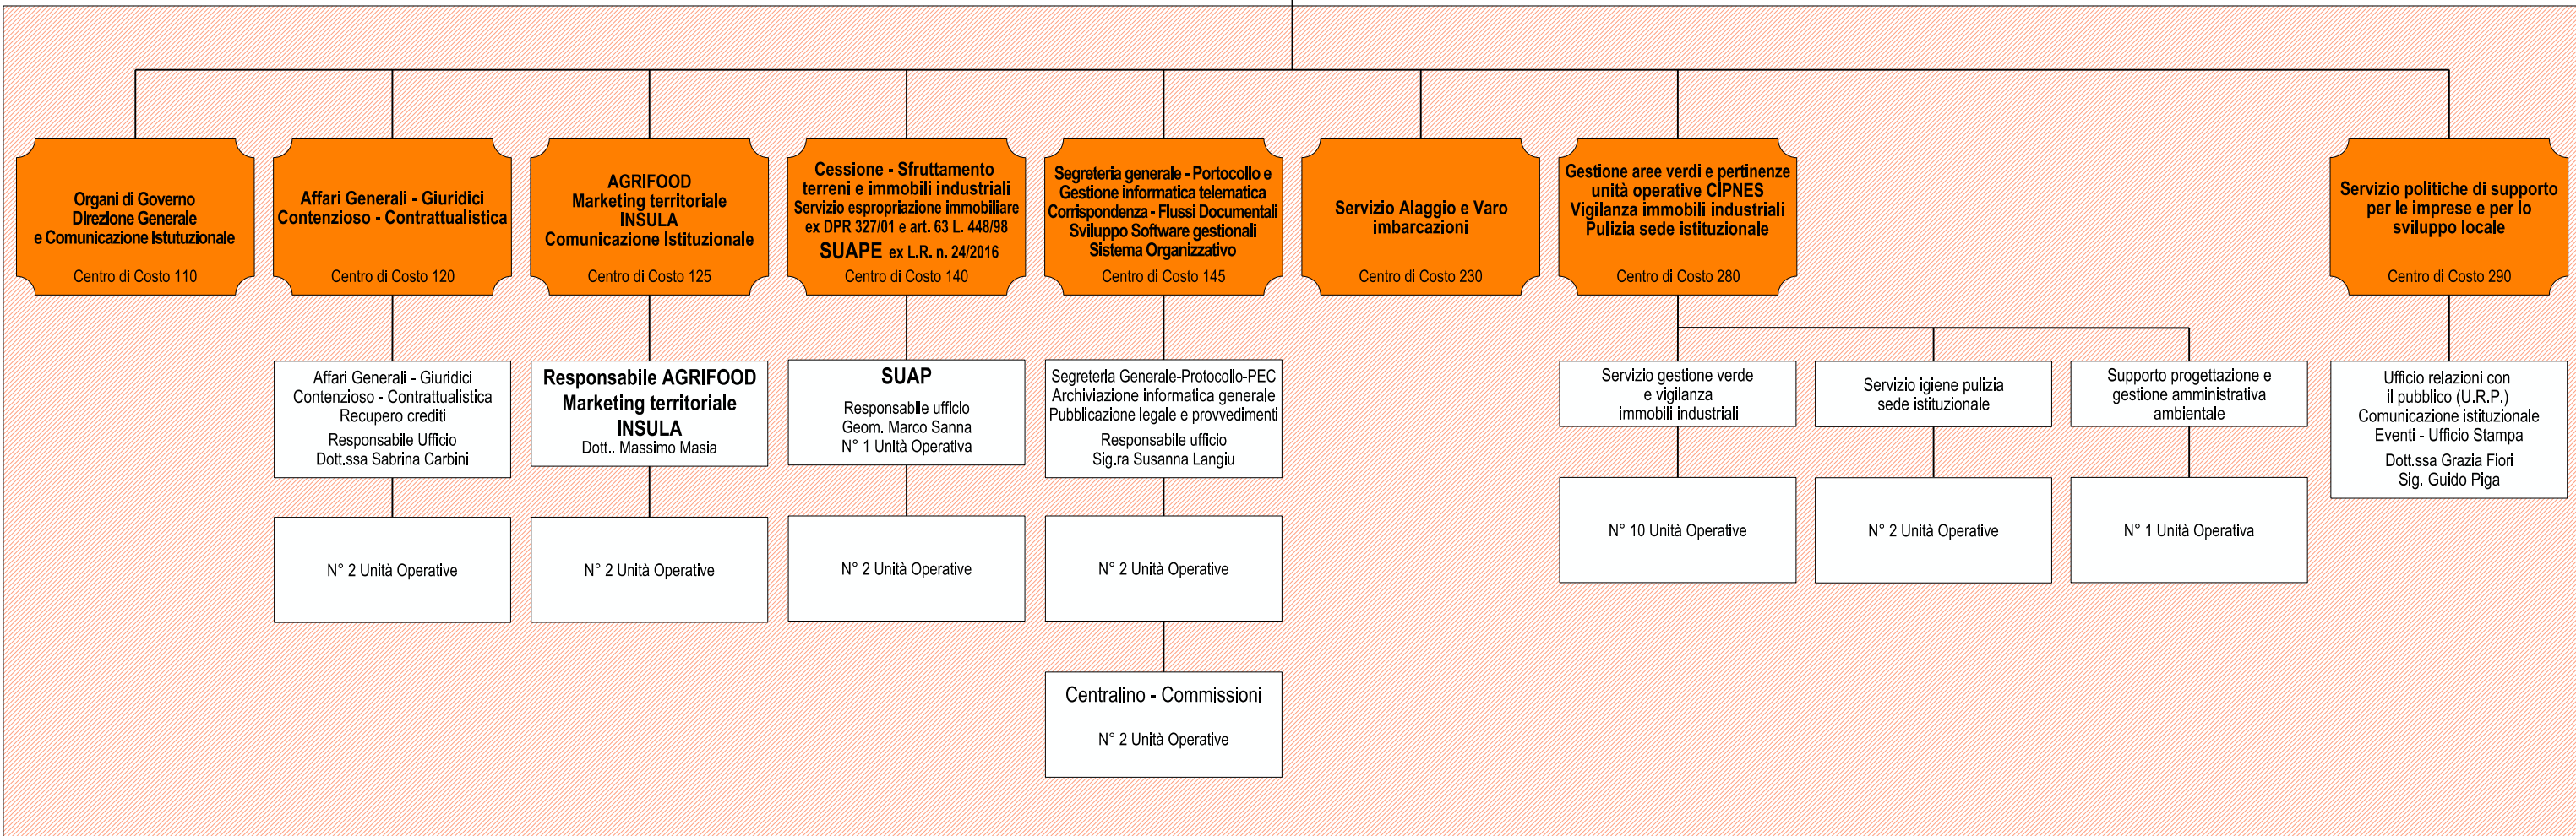 Organi di Governo
Direzione Generale
e Comunicazione Istutuzionale
Centro di Costo 110
Affari Generali - Giuridici
Contenzioso - Contrattualistica
Centro di Costo 120
AGRIFOOD
Marketing territoriale
INSULA
Comunicazione Istituzionale
Centro di Costo 125
Cessione - Sfruttamento
terreni e immobili industriali
Servizio espropriazione immobiliare
ex DPR 327/01 e art. 63 L. 448/98
SUAPE ex L.R. n. 24/2016
Centro di Costo 140
Segreteria generale - Portocollo e
Gestione informatica telematica
Corrispondenza - Flussi Documentali
Sviluppo Software gestionali
Sistema Organizzativo
Centro di Costo 145
Servizio Alaggio e Varo
imbarcazioni
Centro di Costo 230
Gestione aree verdi e pertinenze
unità operative CIPNES
Vigilanza immobili industriali
Pulizia sede istituzionale
Centro di Costo 280
Servizio politiche di supporto
per le imprese e per lo
sviluppo locale
Centro di Costo 290
Affari Generali - Giuridici
Contenzioso - Contrattualistica
Recupero crediti
Responsabile Ufficio
Dott.ssa Sabrina Carbini
Responsabile AGRIFOOD
Marketing territoriale
INSULA
Dott.. Massimo Masia
SUAP
Responsabile ufficio
Geom. Marco Sanna
N° 1 Unità Operativa
Segreteria Generale-Protocollo-PEC
Archiviazione informatica generale
Pubblicazione legale e provvedimenti
Responsabile ufficio
Sig.ra Susanna Langiu
Servizio gestione verde
e vigilanza
immobili industriali
Servizio igiene pulizia
sede istituzionale
Supporto progettazione e
gestione amministrativa
ambientale
Ufficio relazioni con
il pubblico (U.R.P.)
Comunicazione istituzionale
Eventi - Ufficio Stampa
Dott.ssa Grazia Fiori
Sig. Guido Piga
N° 2 Unità Operative
N° 2 Unità Operative
N° 2 Unità Operative
N° 2 Unità Operative
N° 10 Unità Operative
N° 2 Unità Operative
N° 1 Unità Operativa
Centralino - Commissioni
N° 2 Unità Operative